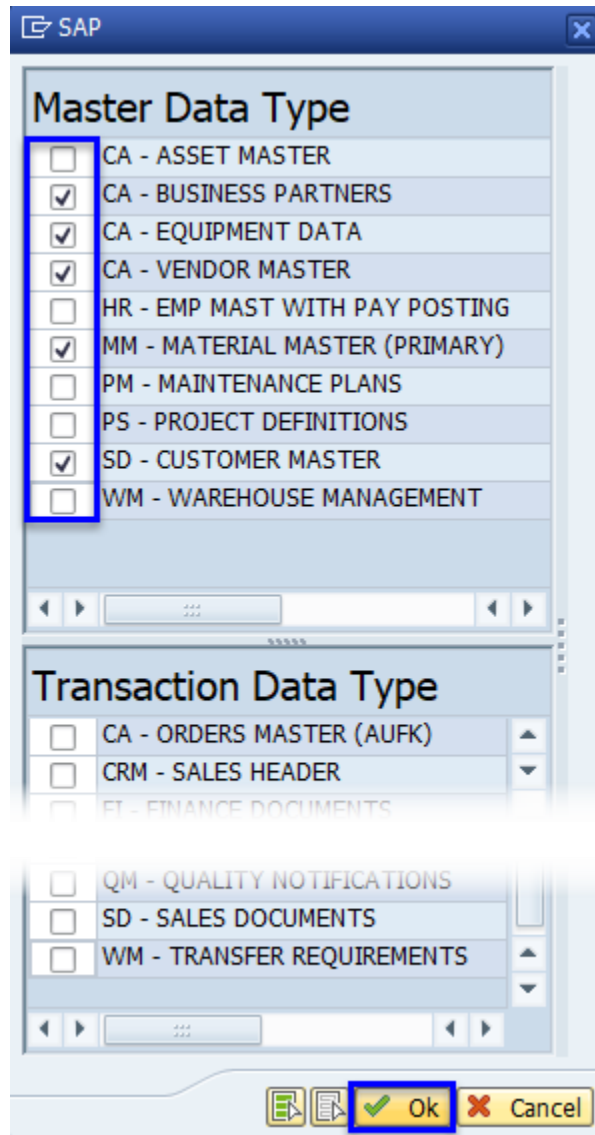 SAP
Master Data Type
CA - ASSET MASTER
CA - BUSINESS PARTNERS
CA - EQUIPMENT DATA
CA - VENDOR MASTER
HR - EMP MAST WITH PAY POSTING
MM - MATERIAL MASTER (PRIMARY)
PM - MAINTENANCE PLANS
PS - PROJECT DEFINITIONS
SD - CUSTOMER MASTER
WM - WAREHOUSE MANAGEMENT
Transaction Data Type
CA - ORDERS MASTER (AUFK)
CRM - SALES HEADER
FI - FINANCE DOCUMENTS
QM - QUALITY NOTIFICATIONS
SD - SALES DOCUMENTS
WM - TRANSFER REQUIREMENTS
Ok Cancel